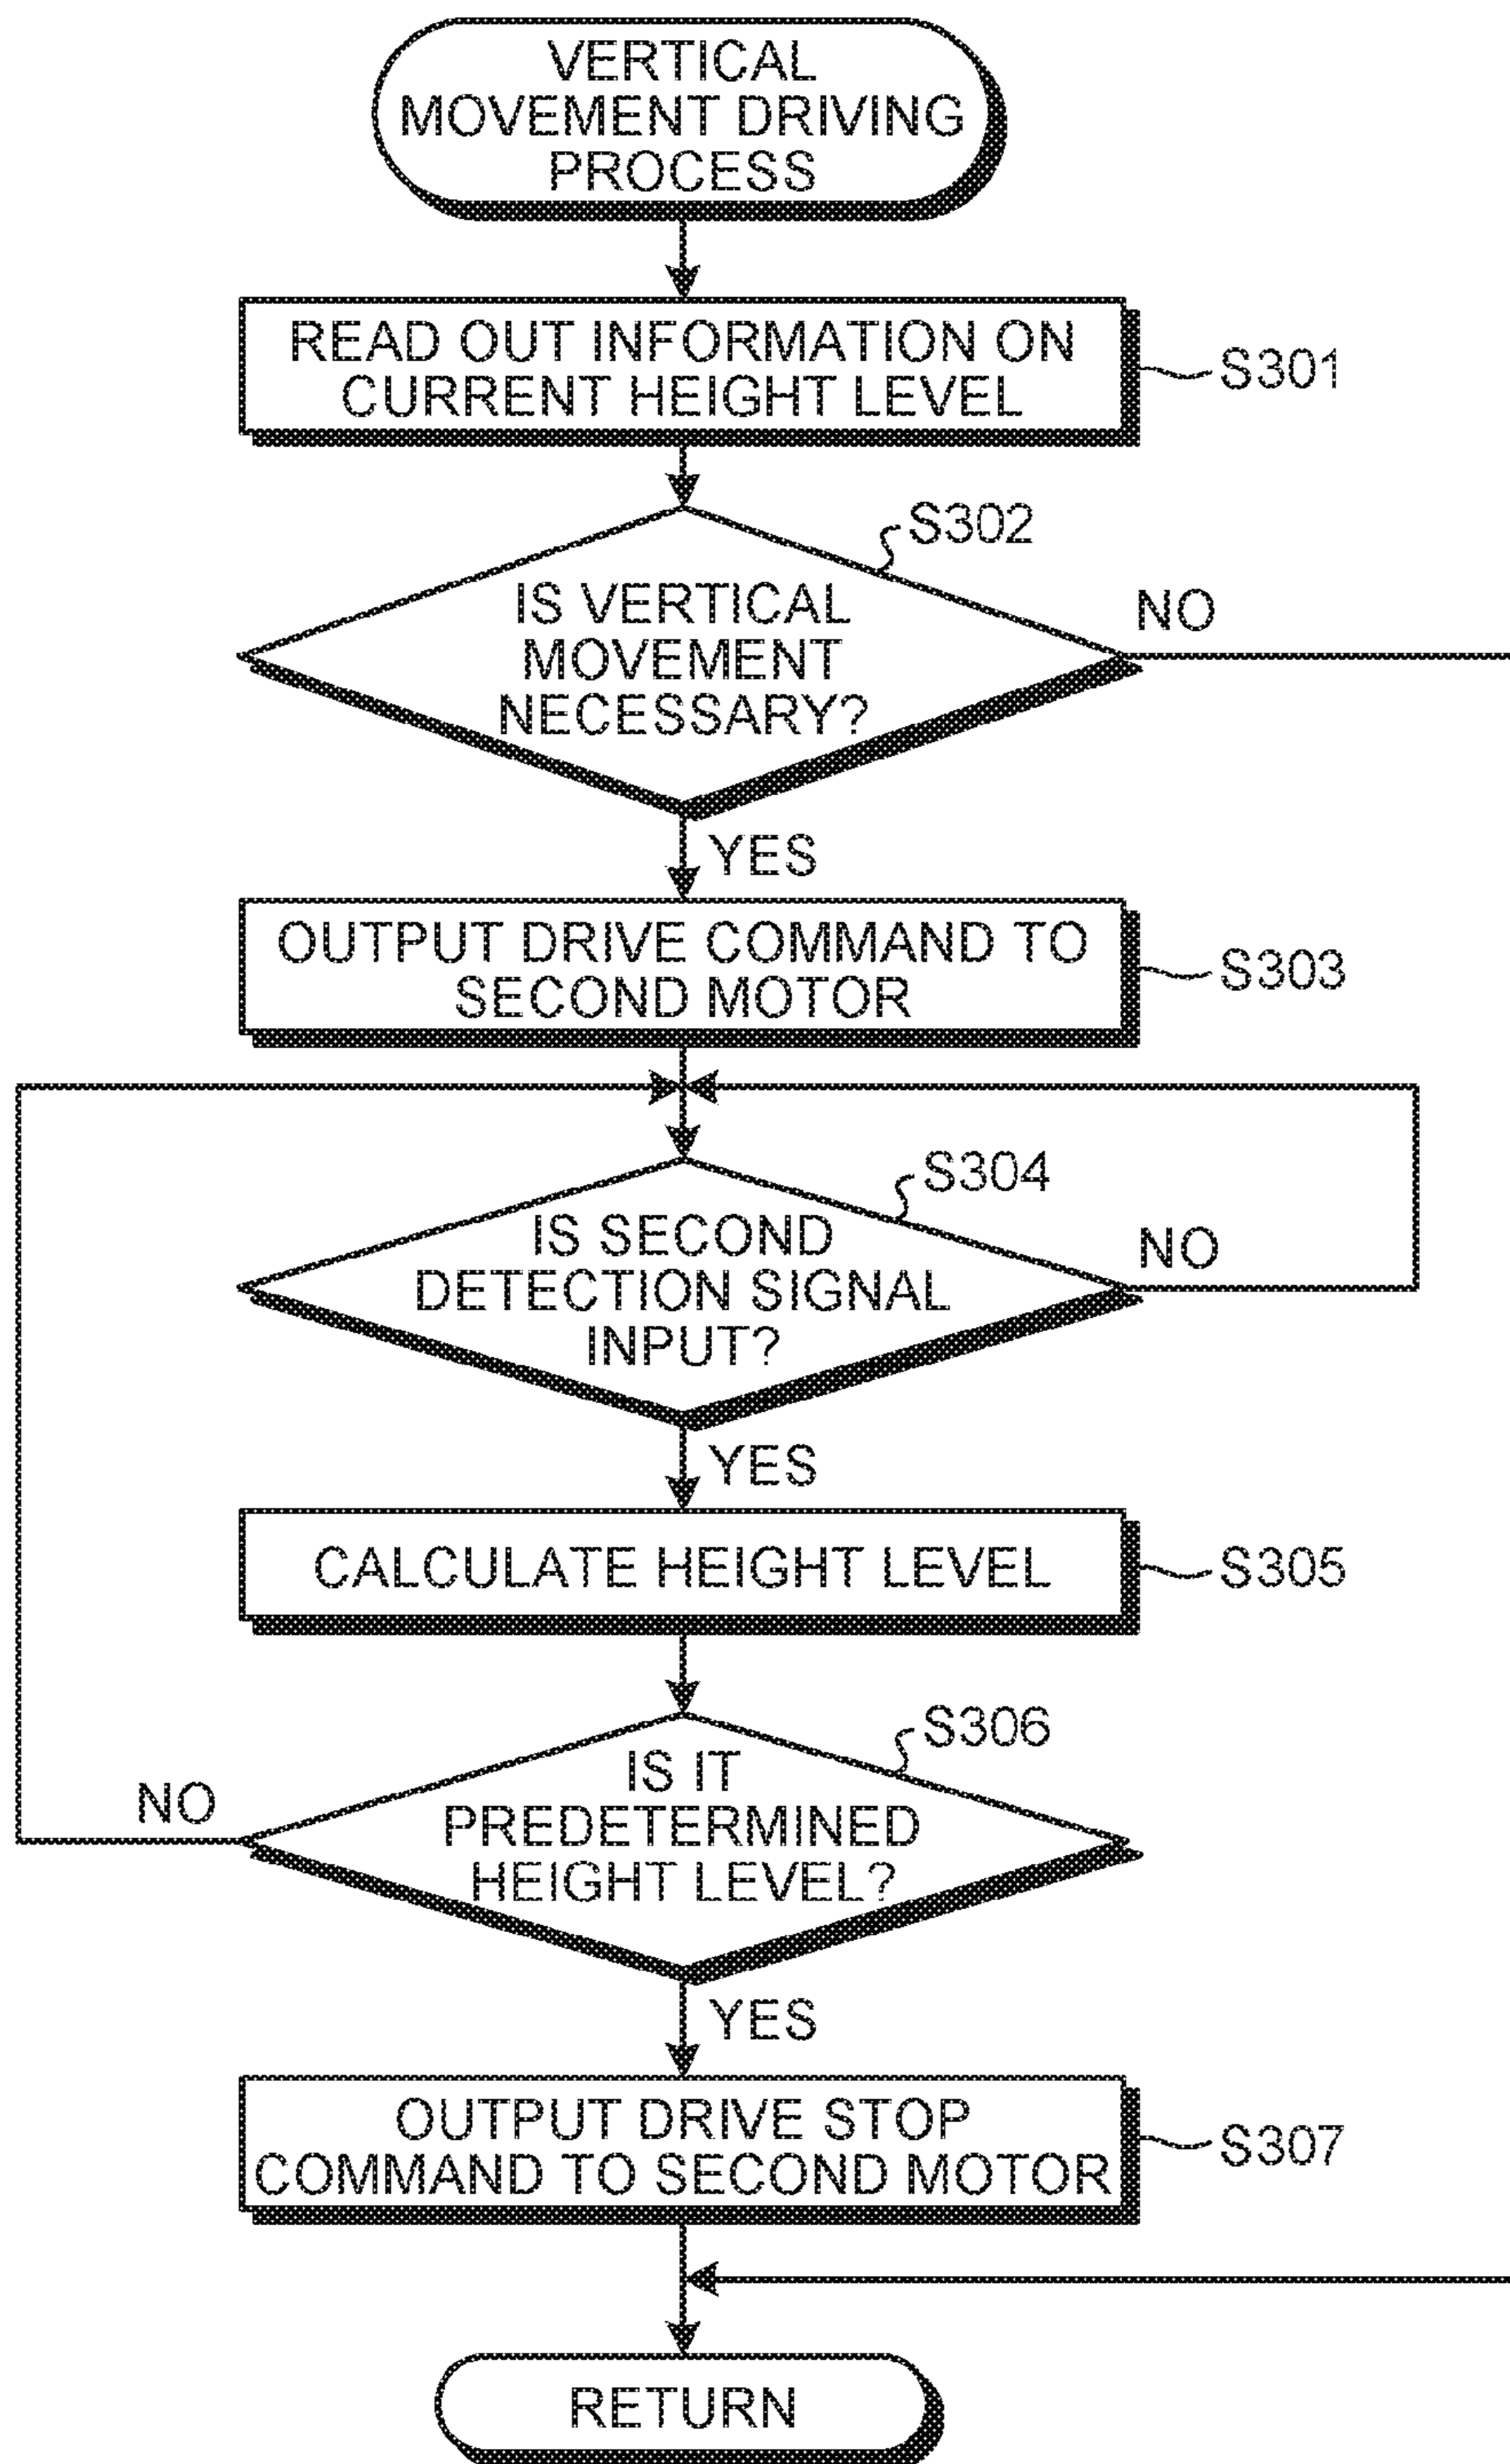 VERTICAL
MOVEMENT DRIVING
PROCESS
READ OUT INFORMATION ON
CURRENT HEIGHT LEVEL
S301
S302
IS VERTICAL
MOVEMENT
NECESSARY?
NO
YES
OUTPUT DRIVE COMMAND TO
SECOND MOTOR
S303
S304
IS SECOND
DETECTION SIGNAL
INPUT?
NO
YES
CALCULATE HEIGHT LEVEL
S305
S306
IS IT
PREDETERMINED
HEIGHT LEVEL?
NO
YES
OUTPUT DRIVE STOP
COMMAND TO SECOND MOTOR
S307
RETURN